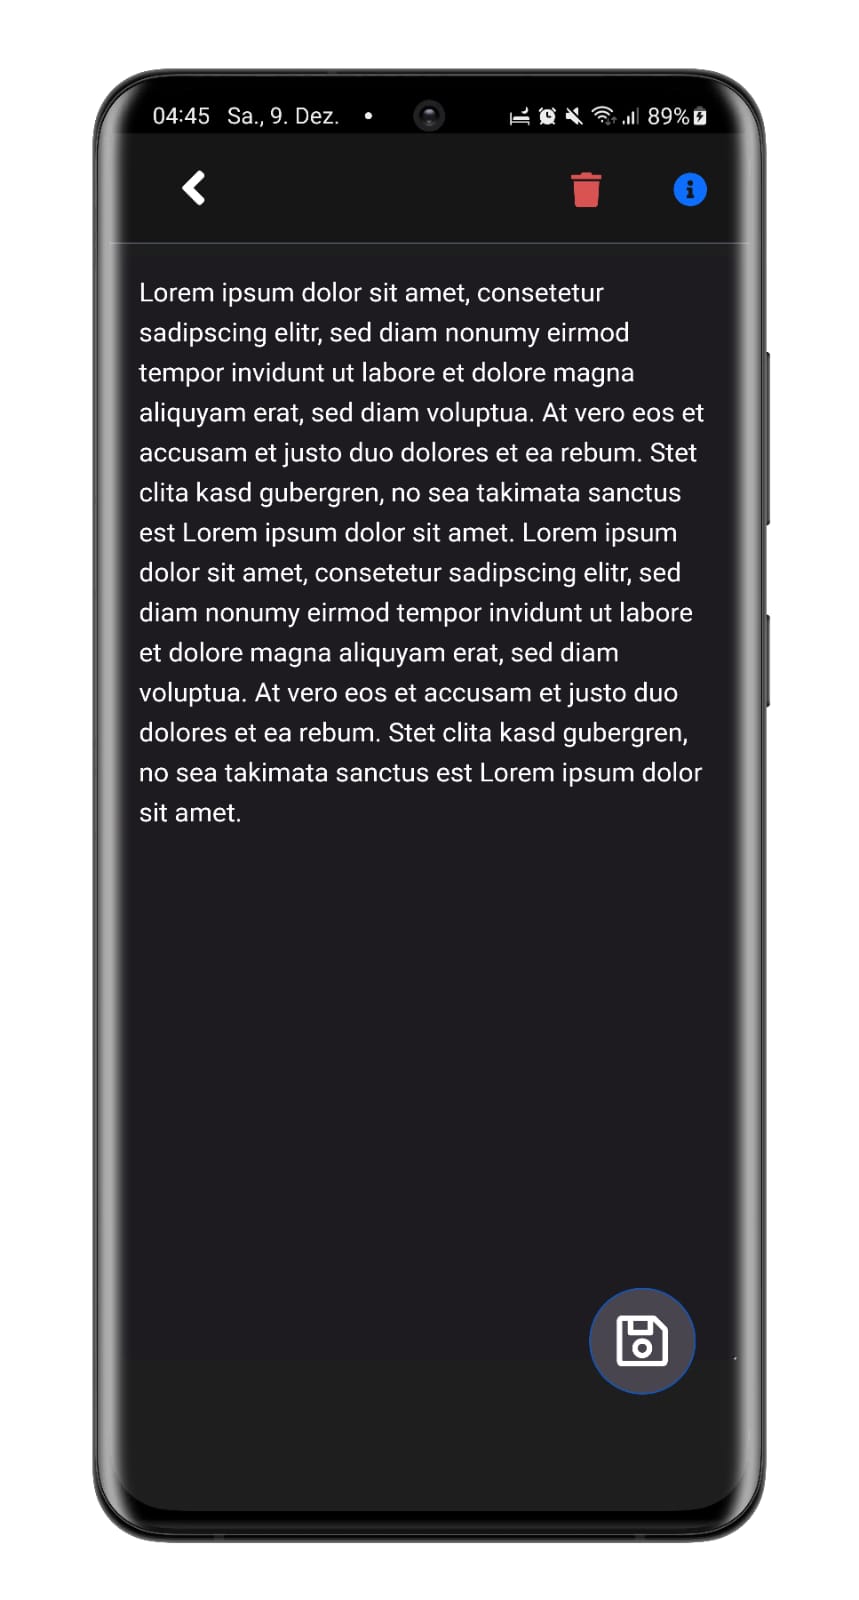 04:45 Sa., 9. Dez. • 89%
Lorem ipsum dolor sit amet, consetetur
sadipscing elitr, sed diam nonumy eirmod
tempor invidunt ut labore et dolore magna
aliquyam erat, sed diam voluptua. At vero eos et
accusam et justo duo dolores et ea rebum. Stet
clita kasd gubergren, no sea takimata sanctus
est Lorem ipsum dolor sit amet. Lorem ipsum
dolor sit amet, consetetur sadipscing elitr, sed
diam nonumy eirmod tempor invidunt ut labore
et dolore magna aliquyam erat, sed diam
voluptua. At vero eos et accusam et justo duo
dolores et ea rebum. Stet clita kasd gubergren,
no sea takimata sanctus est Lorem ipsum dolor
sit amet.